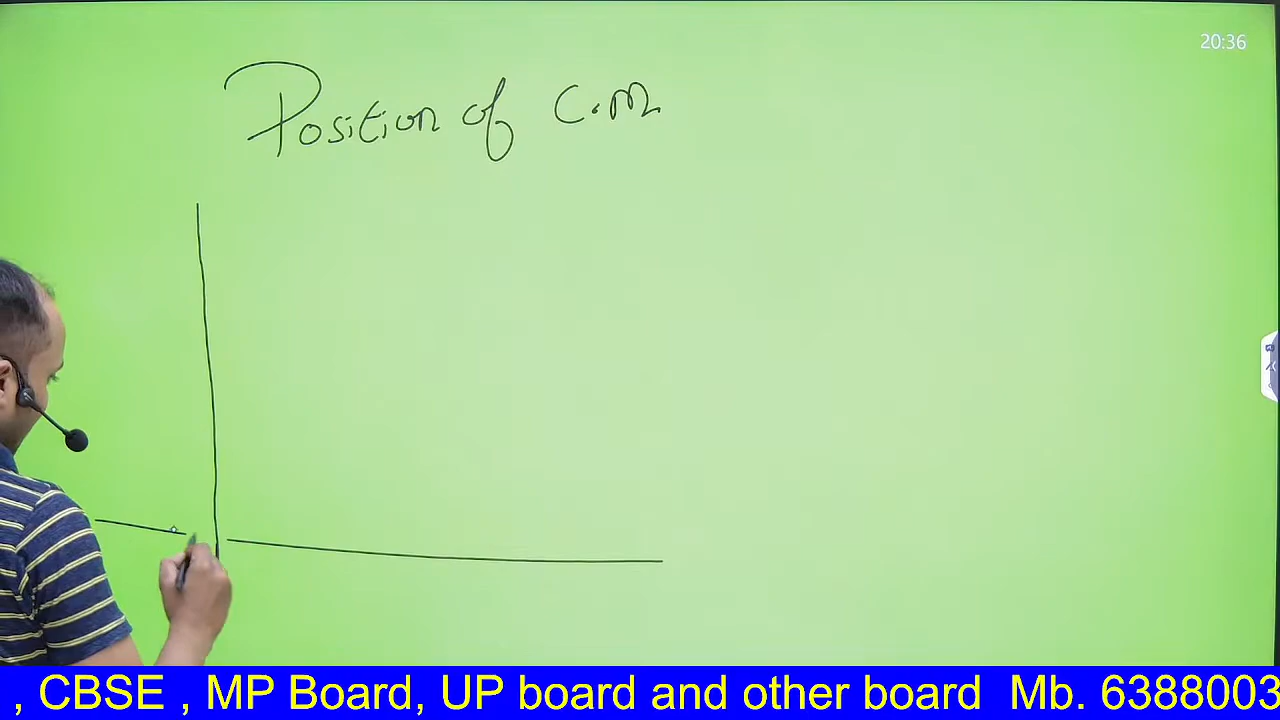 20:36
Position of C.M
, CBSE , MP Board, UP board and other board Mb. 6388003